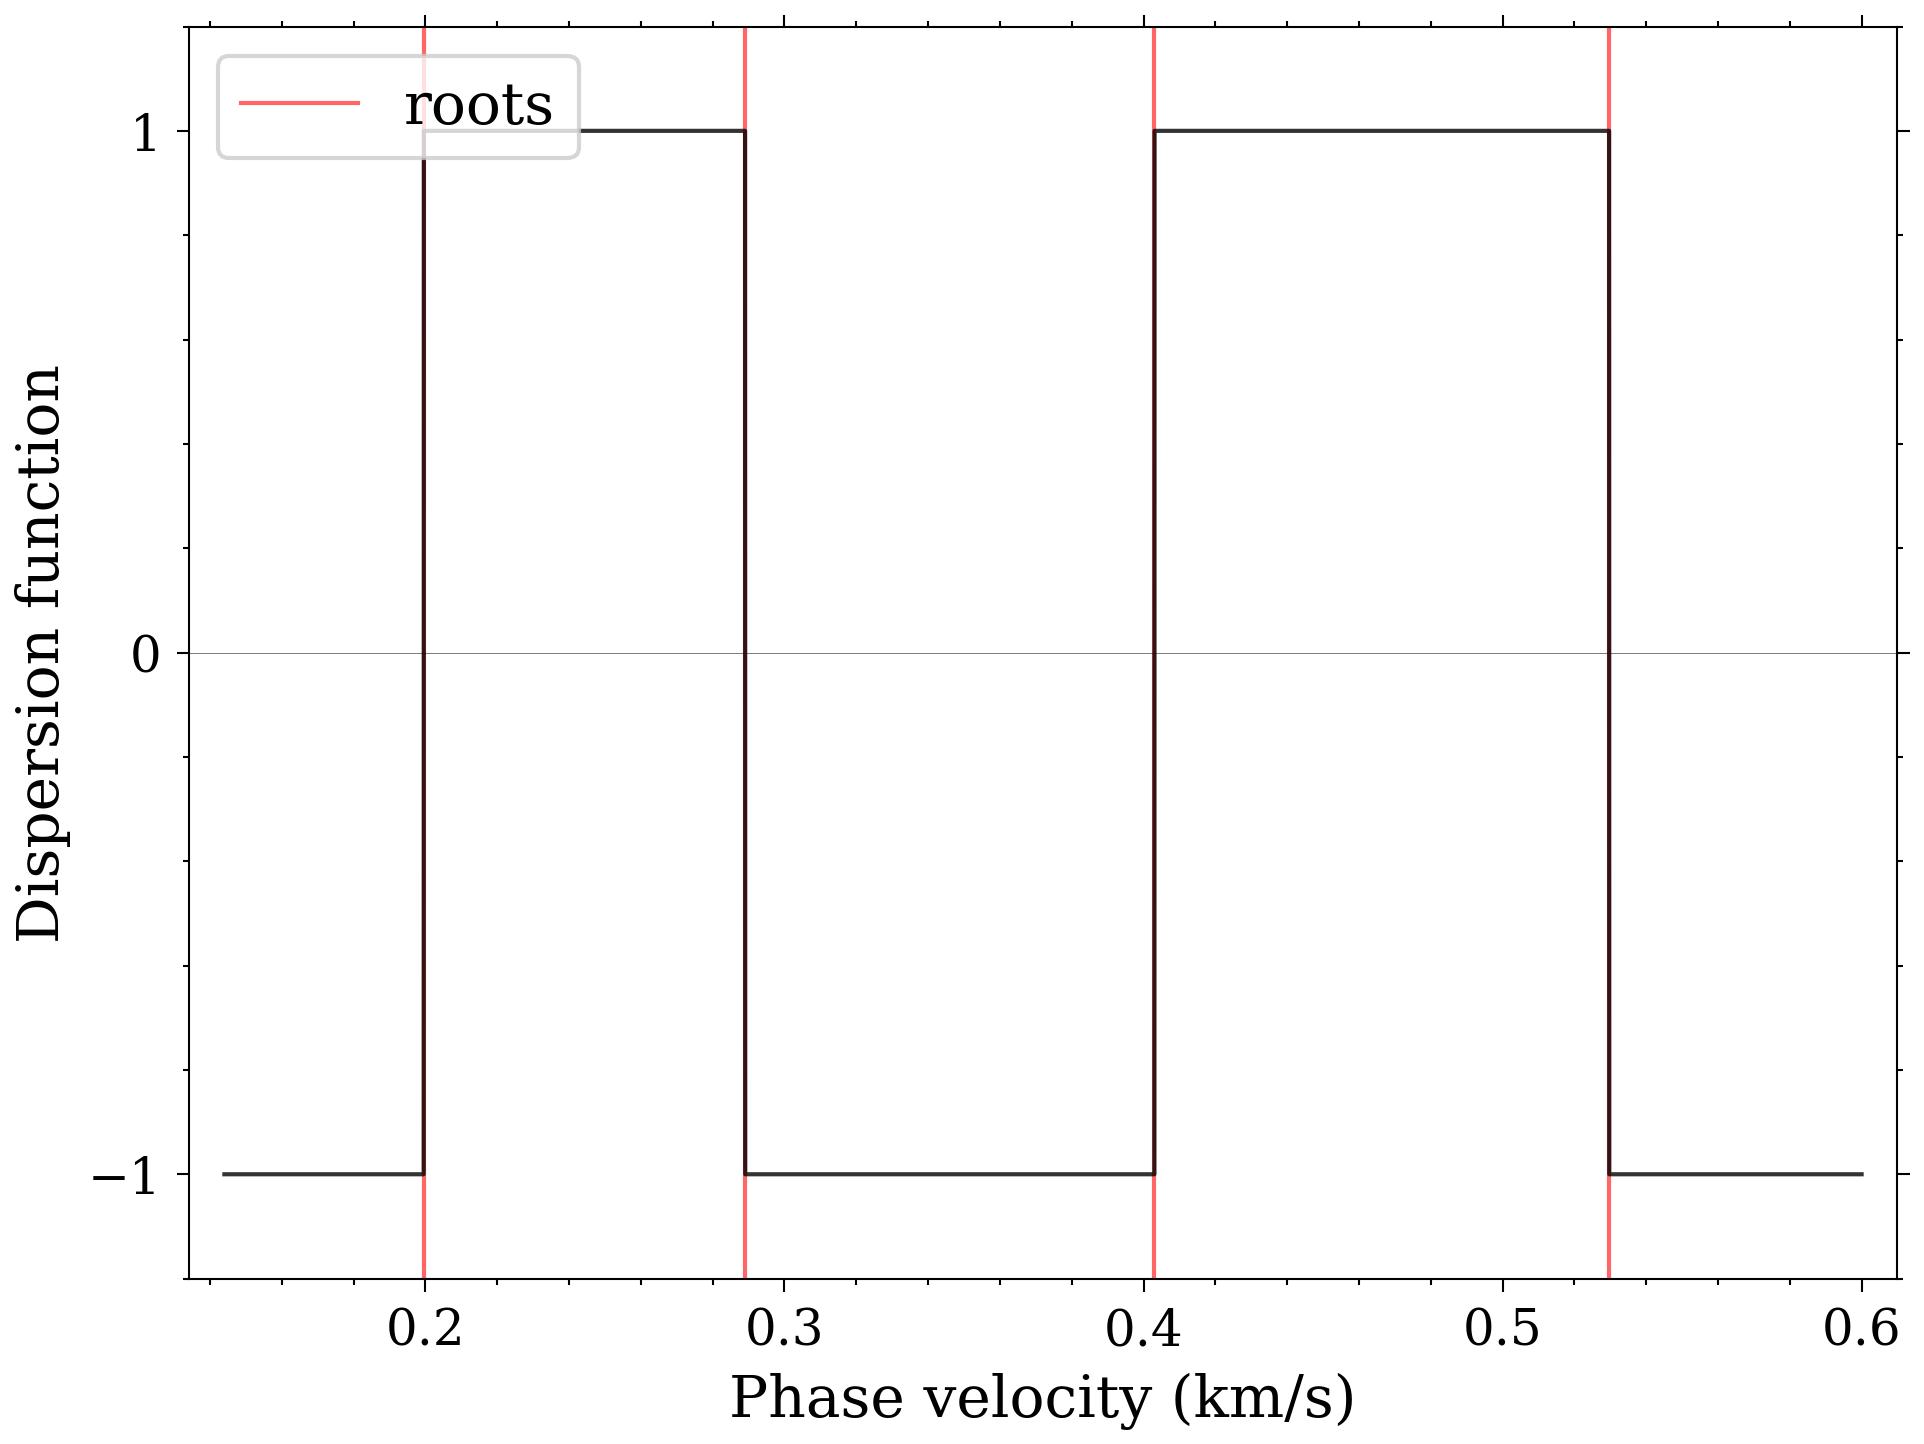 roots
1
0
−1
Dispersion function
0.2 0.3 0.4 0.5 0.6
Phase velocity (km/s)